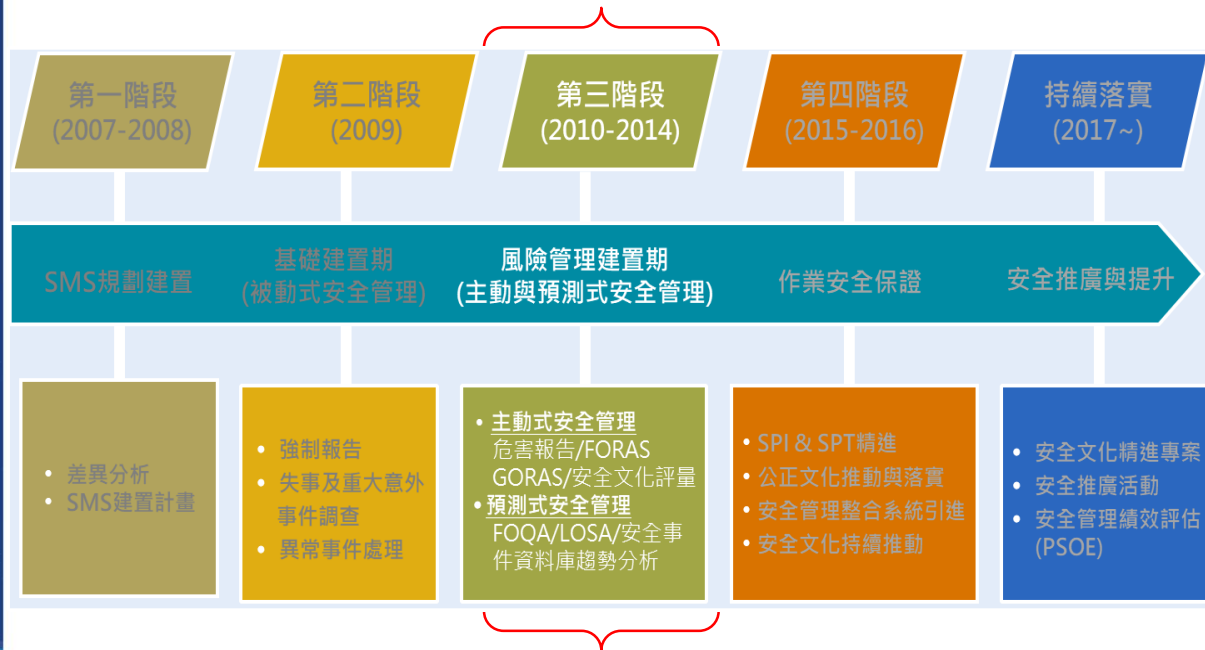 第一階段
(2007-2008)
第二階段
(2009)
第三階段
(2010-2014)
第四階段
(2015-2016)
持續落實
(2017~)
SMS規劃建置
基礎建置期
(被動式安全管理)
風險管理建置期
(主動與預測式安全管理)
作業安全保證
安全推廣與提升
• 差異分析
• SMS建置計畫
• 強制報告
• 失事及重大意外
事件調查
• 異常事件處理
• 主動式安全管理
危害報告/FORAS
GORAS/安全文化評量
• 預測式安全管理
FOQA/LOSA/安全事
件資料庫趨勢分析
• SPI & SPT精進
• 公正文化推動與落實
• 安全管理整合系統引進
• 安全文化持續推動
• 安全文化精進專案
• 安全推廣活動
• 安全管理績效評估
(PSOE)